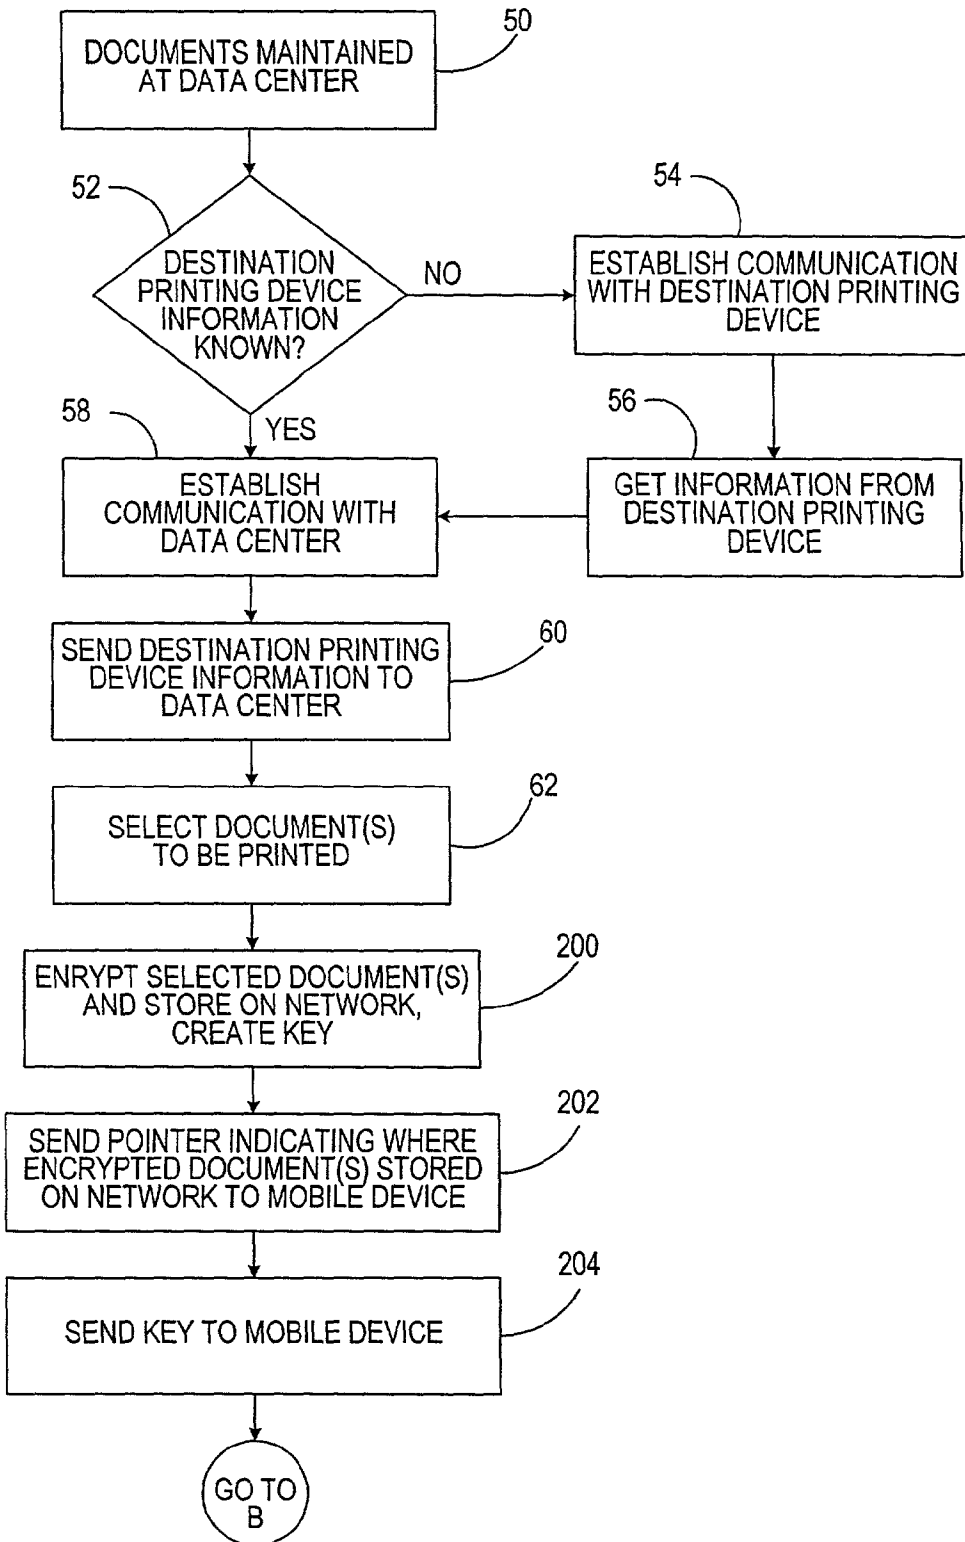 50
DOCUMENTS MAINTAINED
AT DATA CENTER
52
DESTINATION
PRINTING DEVICE
INFORMATION
KNOWN?
NO
54
ESTABLISH COMMUNICATION
WITH DESTINATION PRINTING
DEVICE
56
GET INFORMATION FROM
DESTINATION PRINTING
DEVICE
YES
58
ESTABLISH
COMMUNICATION WITH
DATA CENTER
60
SEND DESTINATION PRINTING
DEVICE INFORMATION TO
DATA CENTER
62
SELECT DOCUMENT(S)
TO BE PRINTED
200
ENRYPT SELECTED DOCUMENT(S)
AND STORE ON NETWORK,
CREATE KEY
202
SEND POINTER INDICATING WHERE
ENCRYPTED DOCUMENT(S) STORED
ON NETWORK TO MOBILE DEVICE
204
SEND KEY TO MOBILE DEVICE
GO TO
B